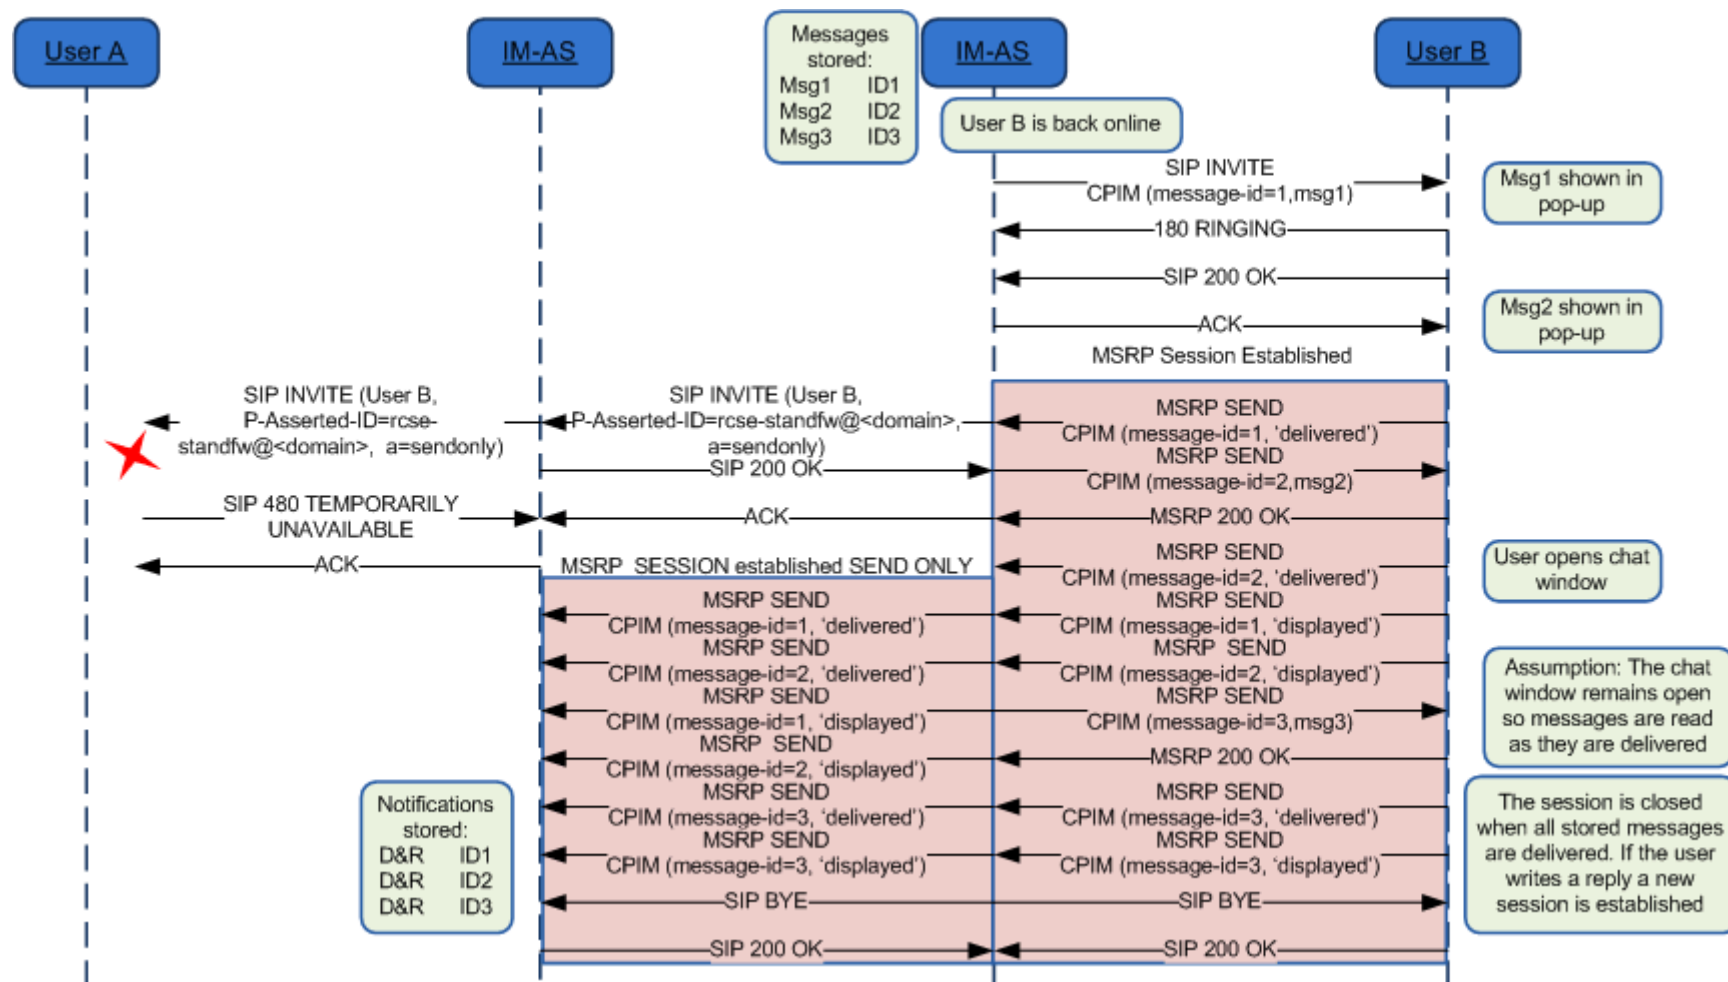 User A
IM-AS
Messages
stored:
Msg1 ID1
Msg2 ID2
Msg3 ID3
IM-AS
User B
User B is back online
SIP INVITE
CPIM (message-id=1,msg1)
Msg1 shown in
pop-up
180 RINGING
SIP 200 OK
Msg2 shown in
pop-up
ACK
MSRP Session Established
SIP INVITE (User B,
P-Asserted-ID=rcse-
standfw@<domain>, a=sendonly)
SIP INVITE (User B,
P-Asserted-ID=rcse-standfw@<domain>,
a=sendonly)
MSRP SEND
CPIM (message-id=1, ‘delivered’)
SIP 200 OK
MSRP SEND
CPIM (message-id=2,msg2)
SIP 480 TEMPORARILY
UNAVAILABLE
ACK
MSRP 200 OK
ACK
MSRP SESSION established SEND ONLY
MSRP SEND
CPIM (message-id=2, ‘delivered’)
User opens chat
window
MSRP SEND
CPIM (message-id=1, ‘delivered’)
MSRP SEND
CPIM (message-id=1, ‘displayed’)
MSRP SEND
CPIM (message-id=2, ‘delivered’)
MSRP SEND
CPIM (message-id=2, ‘displayed’)
Assumption: The chat
window remains open
so messages are read
as they are delivered
MSRP SEND
CPIM (message-id=1, ‘displayed’)
MSRP SEND
CPIM (message-id=3,msg3)
MSRP SEND
CPIM (message-id=2, ‘displayed’)
MSRP 200 OK
Notifications
stored:
D&R ID1
D&R ID2
D&R ID3
MSRP SEND
CPIM (message-id=3, ‘delivered’)
MSRP SEND
CPIM (message-id=3, ‘delivered’)
The session is closed
when all stored messages
are delivered. If the user
writes a reply a new
session is established
MSRP SEND
CPIM (message-id=3, ‘displayed’)
MSRP SEND
CPIM (message-id=3, ‘displayed’)
SIP BYE
SIP BYE
SIP 200 OK
SIP 200 OK